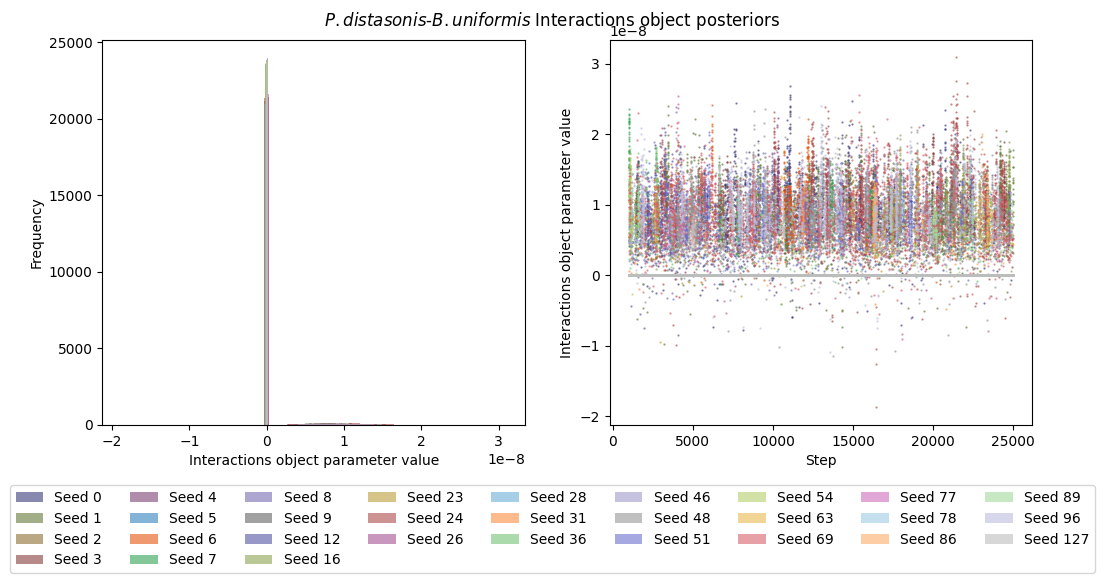 P.distasonis-B.uniformis Interactions object posteriors
Frequency
25000
20000
15000
10000
5000
0
−2
−1
0
1
2
3
1e−8
Interactions object parameter value
1e−8
Interactions object parameter value
3
2
1
0
−1
−2
0
5000
10000
15000
20000
25000
Step
Seed 0
Seed 1
Seed 2
Seed 3
Seed 4
Seed 5
Seed 6
Seed 7
Seed 8
Seed 9
Seed 12
Seed 16
Seed 23
Seed 24
Seed 26
Seed 28
Seed 31
Seed 36
Seed 46
Seed 48
Seed 51
Seed 54
Seed 63
Seed 69
Seed 77
Seed 78
Seed 86
Seed 89
Seed 96
Seed 127